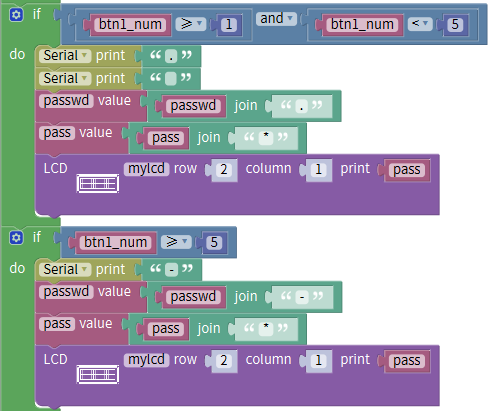 if btn1_num ≥ 1 and btn1_num < 5
do Serial print “ . ”
Serial print “ ”
passwd value passwd join “ . ”
pass value pass join “ * ”
LCD mylcd row 2 column 1 print pass
if btn1_num ≥ 5
do Serial print “ - ”
passwd value passwd join “ - ”
pass value pass join “ * ”
LCD mylcd row 2 column 1 print pass